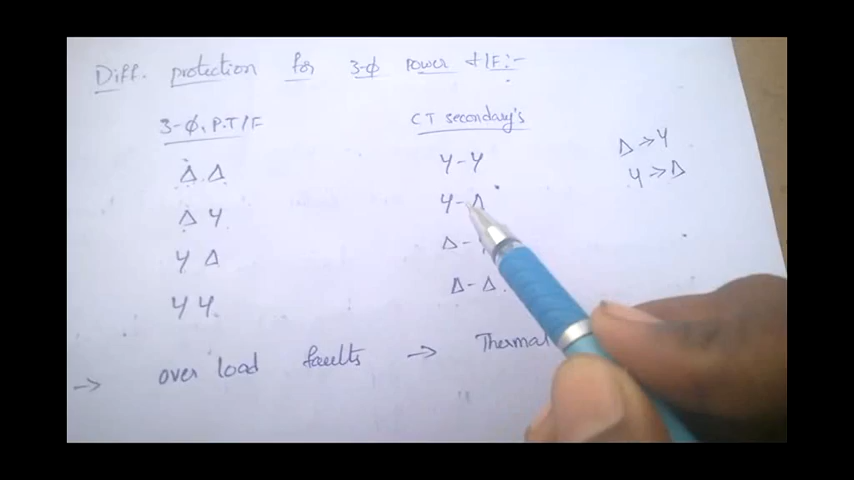 Diff. protection for 3-ϕ power t/F:-
3-ϕ, P.T/F CT secondary's
Δ Δ Y-Y Δ → Y
Δ Y Y-Δ Y → Δ
Y Δ Δ-
Y Y Δ-Δ
→ over load faults → Thermal